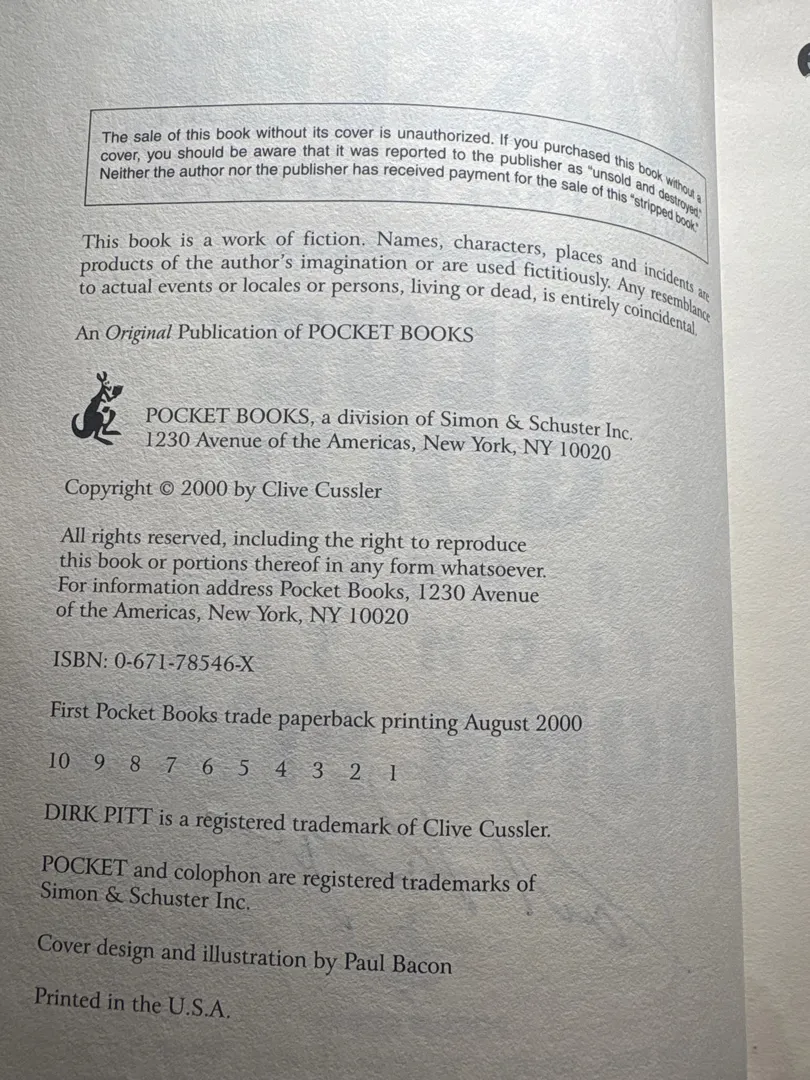 The sale of this book without its cover is unauthorized. If you purchased this book without a
cover, you should be aware that it was reported to the publisher as "unsold and destroyed."
Neither the author nor the publisher has received payment for the sale of this "stripped book."
This book is a work of fiction. Names, characters, places and incidents are
products of the author's imagination or are used fictitiously. Any resemblance
to actual events or locales or persons, living or dead, is entirely coincidental.
An Original Publication of POCKET BOOKS
POCKET BOOKS, a division of Simon & Schuster Inc.
1230 Avenue of the Americas, New York, NY 10020
Copyright © 2000 by Clive Cussler
All rights reserved, including the right to reproduce
this book or portions thereof in any form whatsoever.
For information address Pocket Books, 1230 Avenue
of the Americas, New York, NY 10020
ISBN: 0-671-78546-X
First Pocket Books trade paperback printing August 2000
10 9 8 7 6 5 4 3 2 1
DIRK PITT is a registered trademark of Clive Cussler.
POCKET and colophon are registered trademarks of
Simon & Schuster Inc.
Cover design and illustration by Paul Bacon
Printed in the U.S.A.